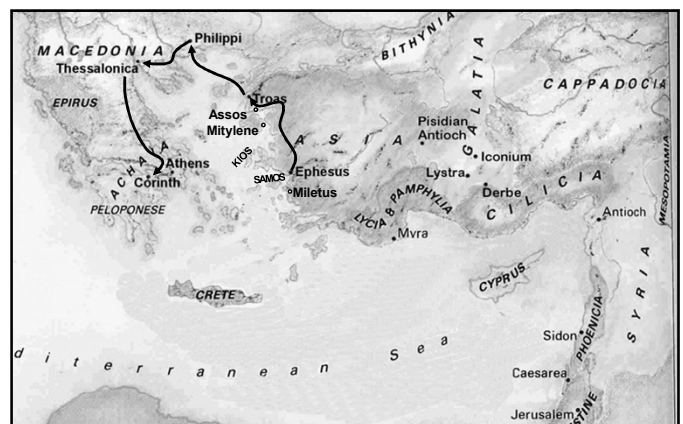 BITHYNIA
Philippi
MACEDONIA
Thessalonica
GALATIA
CAPPADOCIA
EPIRUS
Troas
Assos
Mitylene
Pisidian
Antioch
ASIA
KIOS
Iconium
ACHAIA
Athens
Corinth
SAMOS
Ephesus
Miletus
Lystra
Derbe
CILICIA
MESOPOTAMIA
PELOPONESE
LYCIA & PAMPHYLIA
Antioch
Mvra
CYPRUS
SYRIA
CRETE
PHOENICIA
Sidon
diterranean Sea
Caesarea
Jerusalem
STINE